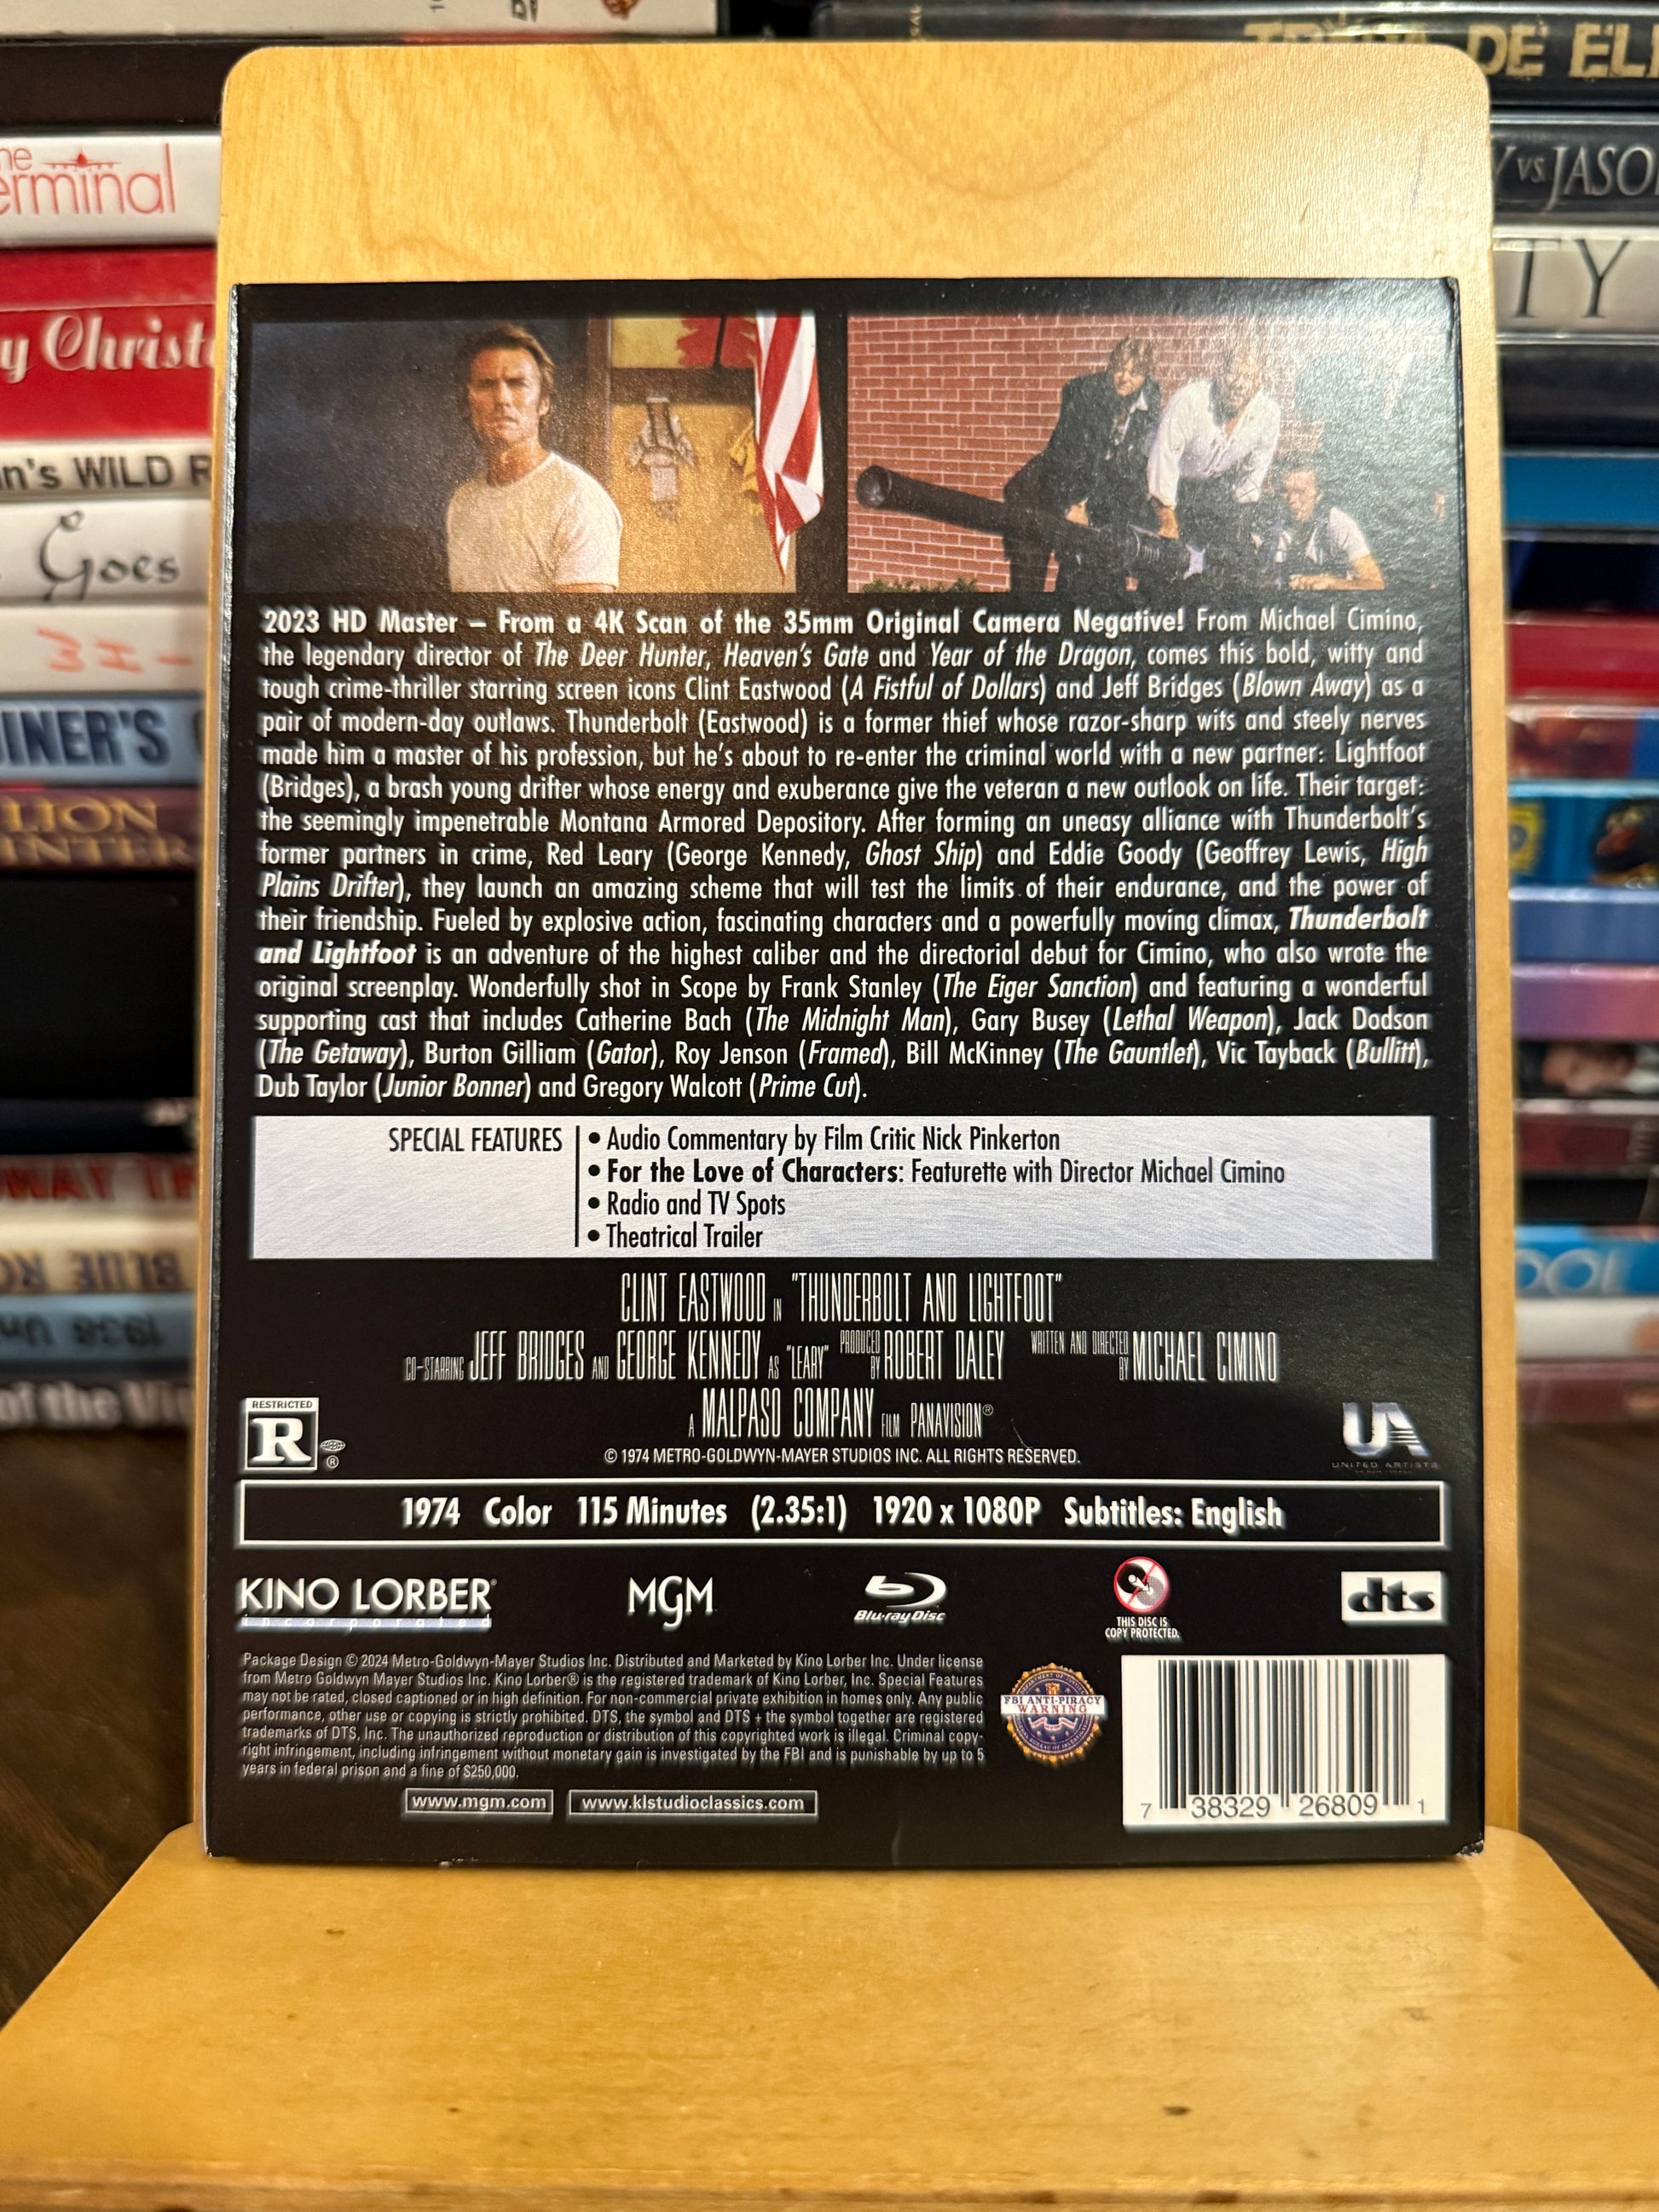 TROPA DE ELI
he
erminal
Y VS. JASO
TY
y Christ
n's WILD R
Goes
INER'S
LION
INTER
WAY TH
BLUE
1936
of the Vi
OOL
2023 HD Master – From a 4K Scan of the 35mm Original Camera Negative! From Michael Cimino,
the legendary director of The Deer Hunter, Heaven's Gate and Year of the Dragon, comes this bold, witty and
tough crime-thriller starring screen icons Clint Eastwood (A Fistful of Dollars) and Jeff Bridges (Blown Away) as a
pair of modern-day outlaws. Thunderbolt (Eastwood) is a former thief whose razor-sharp wits and steely nerves
made him a master of his profession, but he's about to re-enter the criminal world with a new partner: Lightfoot
(Bridges), a brash young drifter whose energy and exuberance give the veteran a new outlook on life. Their target:
the seemingly impenetrable Montana Armored Depository. After forming an uneasy alliance with Thunderbolt's
former partners in crime, Red Leary (George Kennedy, Ghost Ship) and Eddie Goody (Geoffrey Lewis, High
Plains Drifter), they launch an amazing scheme that will test the limits of their endurance, and the power of
their friendship. Fueled by explosive action, fascinating characters and a powerfully moving climax, Thunderbolt
and Lightfoot is an adventure of the highest caliber and the directorial debut for Cimino, who also wrote the
original screenplay. Wonderfully shot in Scope by Frank Stanley (The Eiger Sanction) and featuring a wonderful
supporting cast that includes Catherine Bach (The Midnight Man), Gary Busey (Lethal Weapon), Jack Dodson
(The Getaway), Burton Gilliam (Gator), Roy Jenson (Framed), Bill McKinney (The Gauntlet), Vic Tayback (Bullitt),
Dub Taylor (Junior Bonner) and Gregory Walcott (Prime Cut).
SPECIAL FEATURES
• Audio Commentary by Film Critic Nick Pinkerton
• For the Love of Characters: Featurette with Director Michael Cimino
• Radio and TV Spots
• Theatrical Trailer
CLINT EASTWOOD IN "THUNDERBOLT AND LIGHTFOOT"
CO-STARRING JEFF BRIDGES AND GEORGE KENNEDY AS "LEARY" PRODUCED BY ROBERT DALEY WRITTEN AND DIRECTED BY MICHAEL CIMINO
A MALPASO COMPANY FILM PANAVISION®
© 1974 METRO-GOLDWYN-MAYER STUDIOS INC. ALL RIGHTS RESERVED.
RESTRICTED
R ®
UA
UNITED ARTISTS
1974 Color 115 Minutes (2.35:1) 1920 x 1080P Subtitles: English
KINO LORBER®
incorporated
MGM
Blu-ray Disc
THIS DISC IS
COPY PROTECTED.
dts
Package Design © 2024 Metro-Goldwyn-Mayer Studios Inc. Distributed and Marketed by Kino Lorber Inc. Under license
from Metro Goldwyn Mayer Studios Inc. Kino Lorber® is the registered trademark of Kino Lorber, Inc. Special Features
may not be rated, closed captioned or in high definition. For non-commercial private exhibition in homes only. Any public
performance, other use or copying is strictly prohibited. DTS, the symbol and DTS + the symbol together are registered
trademarks of DTS, Inc. The unauthorized reproduction or distribution of this copyrighted work is illegal. Criminal copy-
right infringement, including infringement without monetary gain is investigated by the FBI and is punishable by up to 5
years in federal prison and a fine of $250,000.
FBI ANTI-PIRACY
WARNING
www.mgm.com
www.klstudioclassics.com
7 38329 26809 1